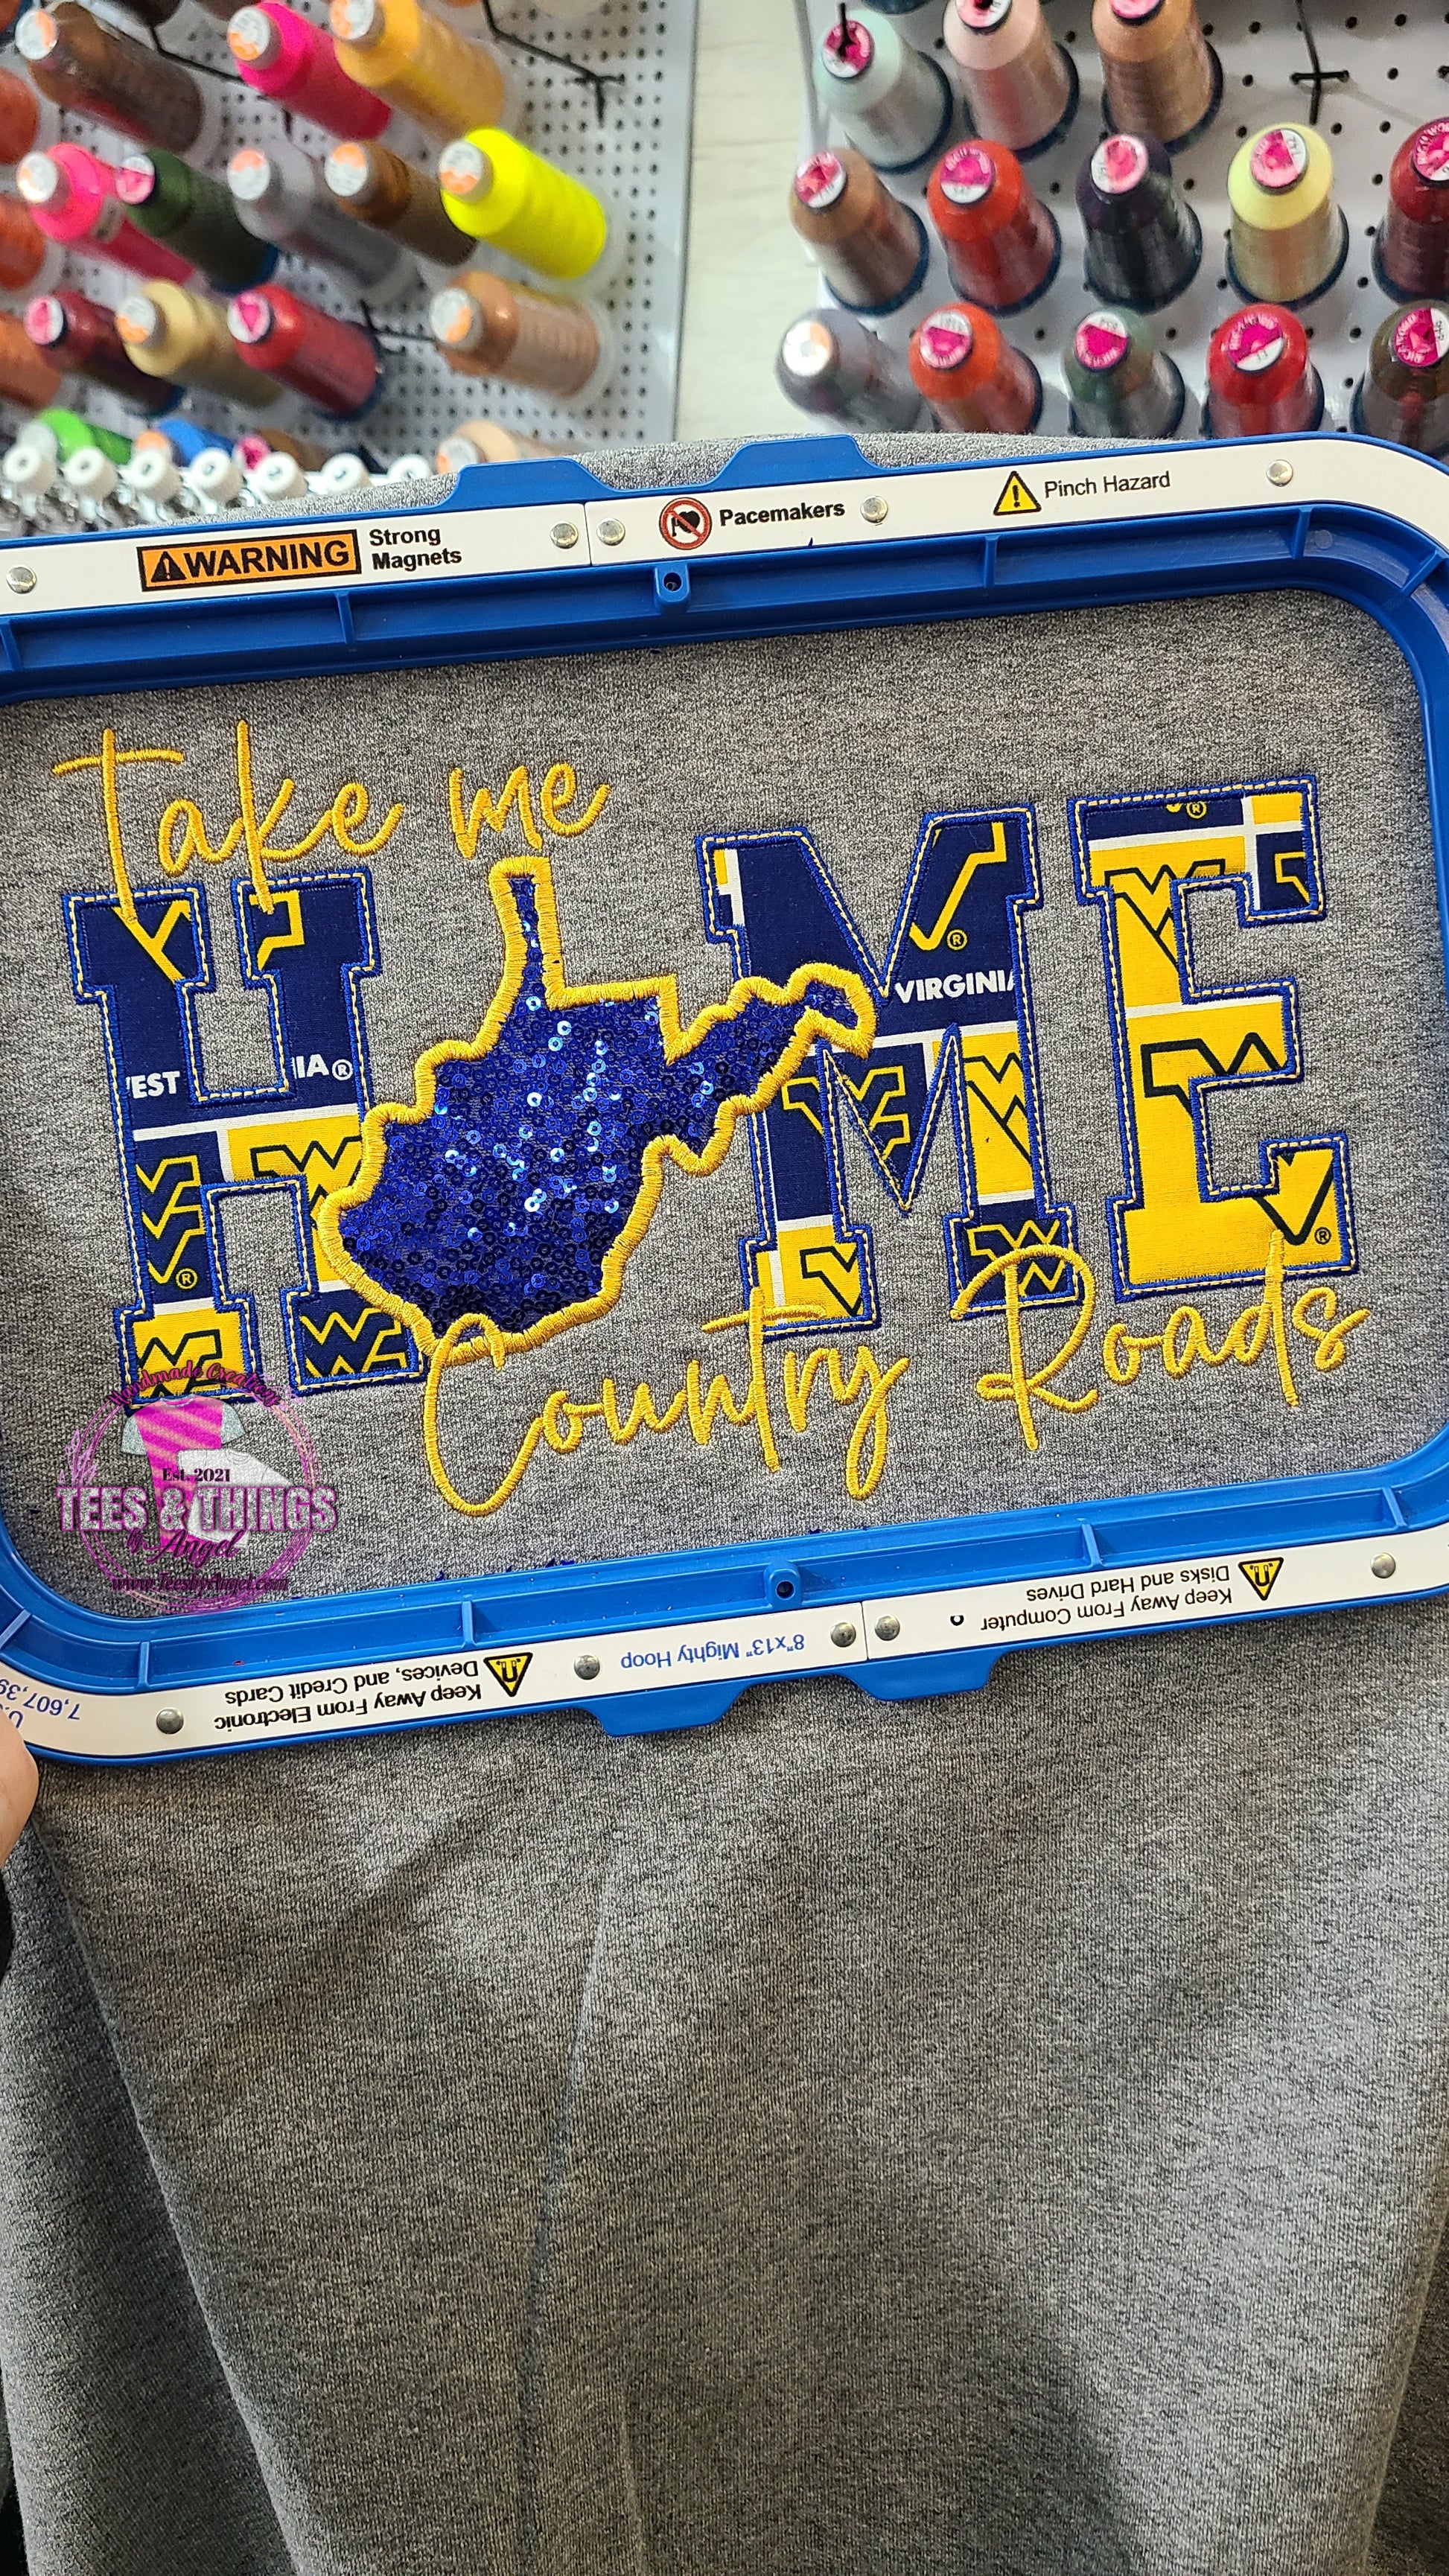 WARNING
Strong
Magnets
Pacemakers
Pinch Hazard
Take me
H ME
VIRGINIA
EST
IA®
Country Roads
Handmade Creations
Est. 2021
TEES & THINGS
by Angel
www.TeesbyAngel.com
Keep Away From Computer
Disks and Hard Drives
8"x13" Mighty Hoop
Keep Away From Electronic
Devices, and Credit Cards